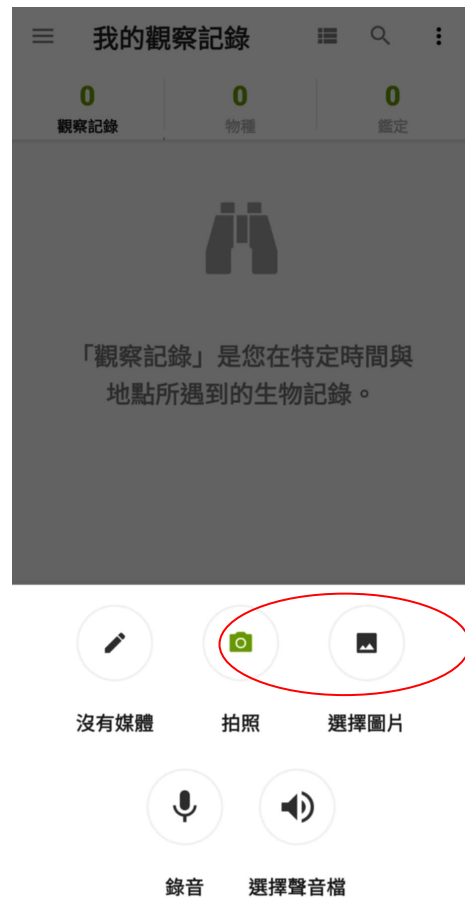 我的觀察記錄
0 0 0
觀察記錄 物種 鑑定
「觀察記錄」是您在特定時間與
地點所遇到的生物記錄。
沒有媒體 拍照 選擇圖片
錄音 選擇聲音檔